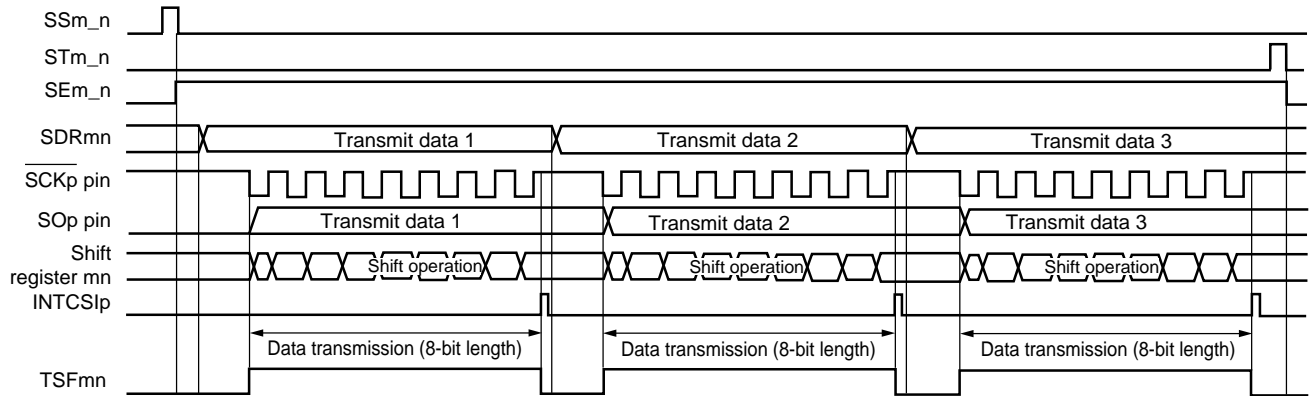 SSm_n
STm_n
SEm_n
SDRmn Transmit data 1 Transmit data 2 Transmit data 3
SCKp pin
SOp pin Transmit data 1 Transmit data 2 Transmit data 3
Shift
register mn Shift operation Shift operation Shift operation
INTCSIp
Data transmission (8-bit length) Data transmission (8-bit length) Data transmission (8-bit length)
TSFmn